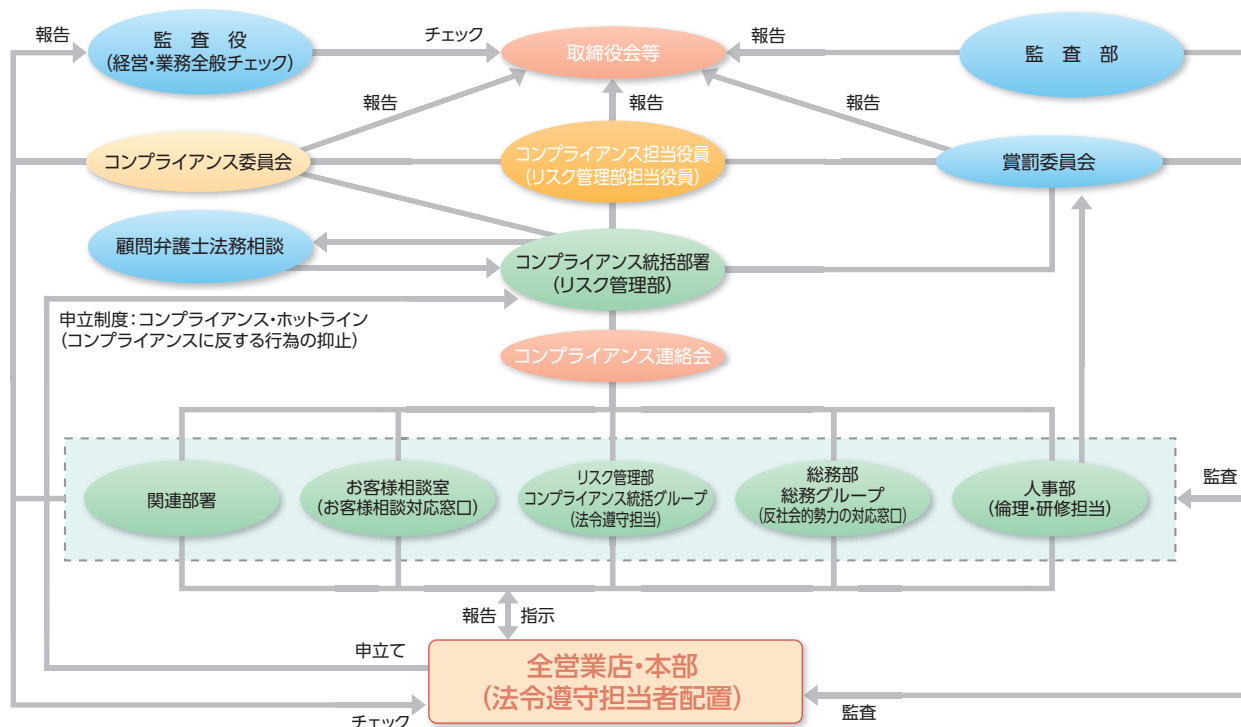 報告
監査役
(経営・業務全般チェック)
チェック
取締役会等
報告
監査部
報告
報告
報告
コンプライアンス委員会
コンプライアンス担当役員
(リスク管理部担当役員)
賞罰委員会
顧問弁護士法務相談
コンプライアンス統括部署
(リスク管理部)
申立制度:コンプライアンス・ホットライン
(コンプライアンスに反する行為の抑止)
コンプライアンス連絡会
関連部署
お客様相談室
(お客様相談対応窓口)
リスク管理部
コンプライアンス統括グループ
(法令遵守担当)
総務部
総務グループ
(反社会的勢力の対応窓口)
人事部
(倫理・研修担当)
監査
報告
指示
申立て
全営業店・本部
(法令遵守担当者配置)
チェック
監査